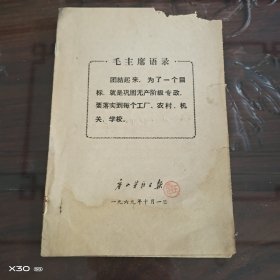 毛主席语录
团结起来，为了一个目
标，就是巩固无产阶级专政，
要落实到每个工厂、农村、机
关、学校。
一九六九年十月一日
X30